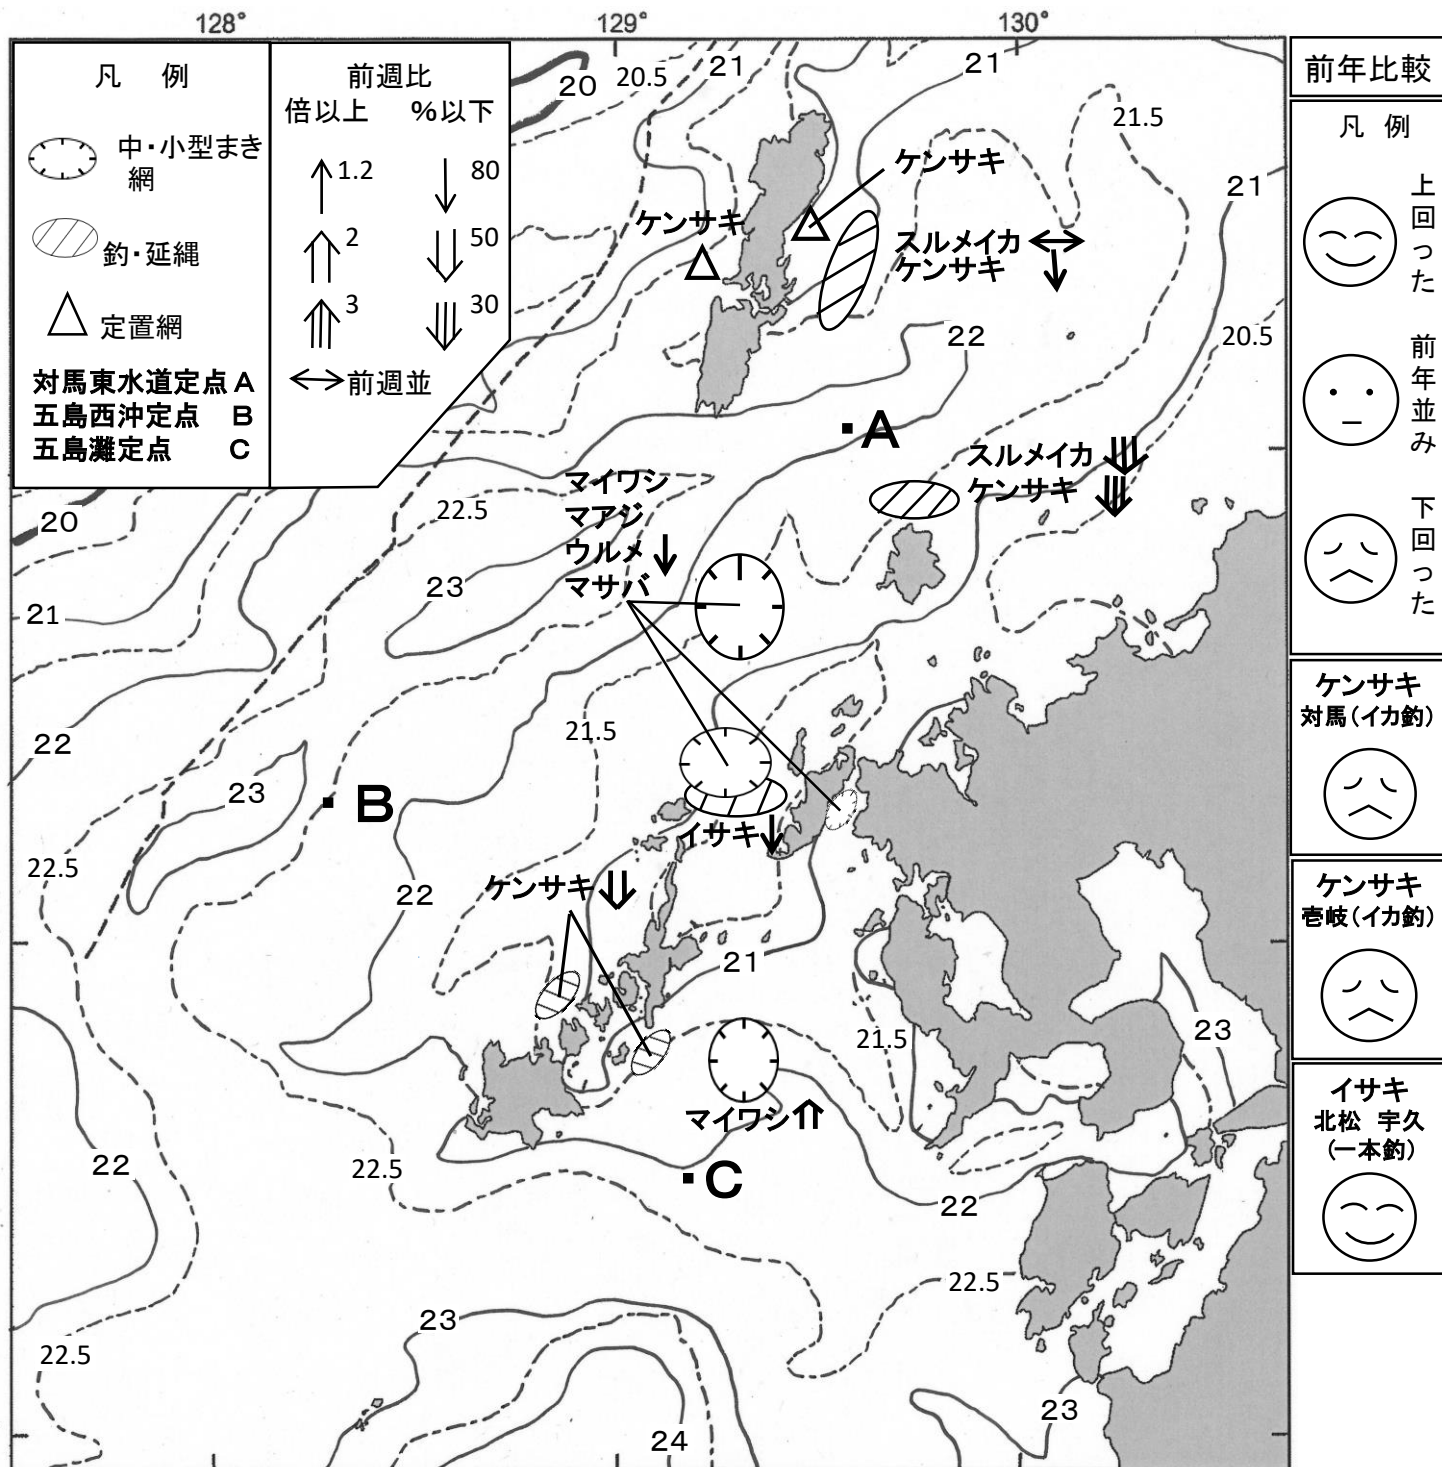 128°
129°
130°
凡 例
中・小型まき
網
釣・延縄
定置網
対馬東水道定点 A
五島西沖定点 B
五島灘定点 C
前週比
倍以上 %以下
1.2 80
2 50
3 30
前週並
前年比較
凡 例
上回った
前年並み
下回った
ケンサキ
対馬(イカ釣)
ケンサキ
壱岐(イカ釣)
イサキ
北松 宇久
(一本釣)
20
20.5
21
21
21.5
21
ケンサキ
ケンサキ
スルメイカ
ケンサキ
22
20.5
A
スルメイカ
ケンサキ
マイワシ
マアジ
ウルメ
マサバ
22.5
20
23
21
21.5
22
23
B
イサキ
22.5
22
ケンサキ
21
21.5
23
マイワシ
22
22.5
C
22
22.5
23
22.5
23
24